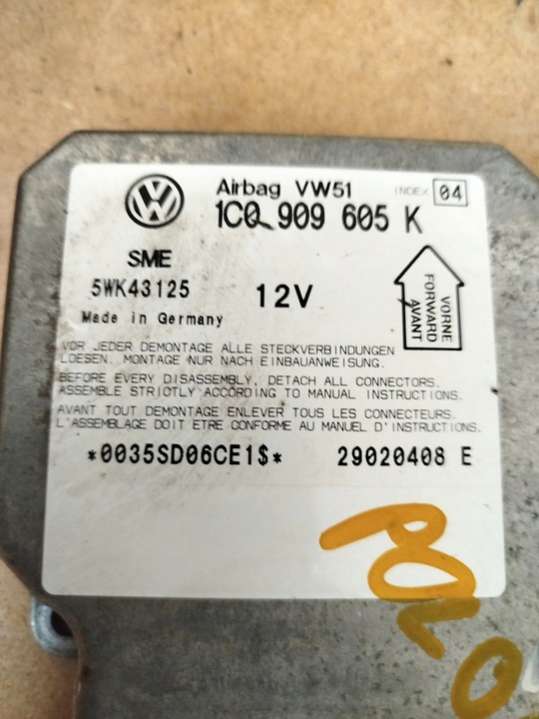 Airbag VW51 INDEX 04
1C0 909 605 K
SME
5WK43125 12V
Made in Germany
VORNE
FORWARD
AVANT
VOR JEDER DEMONTAGE ALLE STECKVERBINDUNGEN
LOESEN. MONTAGE NUR NACH EINBAUANWEISUNG.
BEFORE EVERY DISASSEMBLY, DETACH ALL CONNECTORS.
ASSEMBLE STRICTLY ACCORDING TO MANUAL INSTRUCTIONS.
AVANT TOUT DEMONTAGE ENLEVER TOUS LES CONNECTEURS.
L'ASSEMBLAGE DOIT ETRE CONFORME AU MANUEL D'INSTRUCTIONS.
*0035SD06CE1$* 29020408 E
POLO